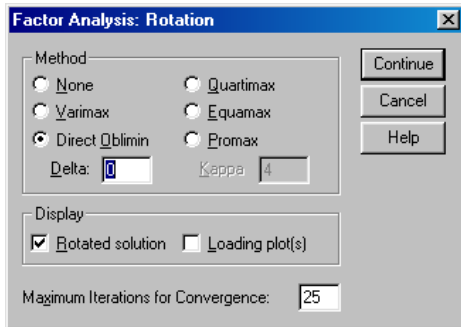 Factor Analysis: Rotation
Method
None Quartimax
Varimax Equamax
Direct Oblimin Promax
Delta: 0 Kappa 4
Display
Rotated solution Loading plot(s)
Maximum Iterations for Convergence: 25
Continue
Cancel
Help